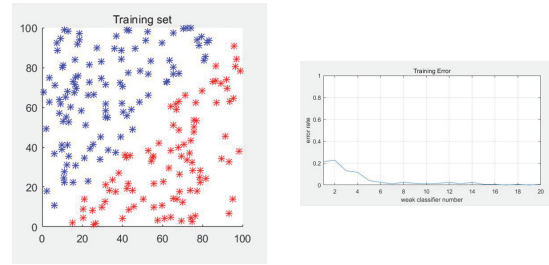 Training set
100
80
60
40
20
0
0 20 40 60 80 100
Training Error
1
0.8
0.6
0.4
0.2
0
error rate
2 4 6 8 10 12 14 16 18 20
weak classifier number